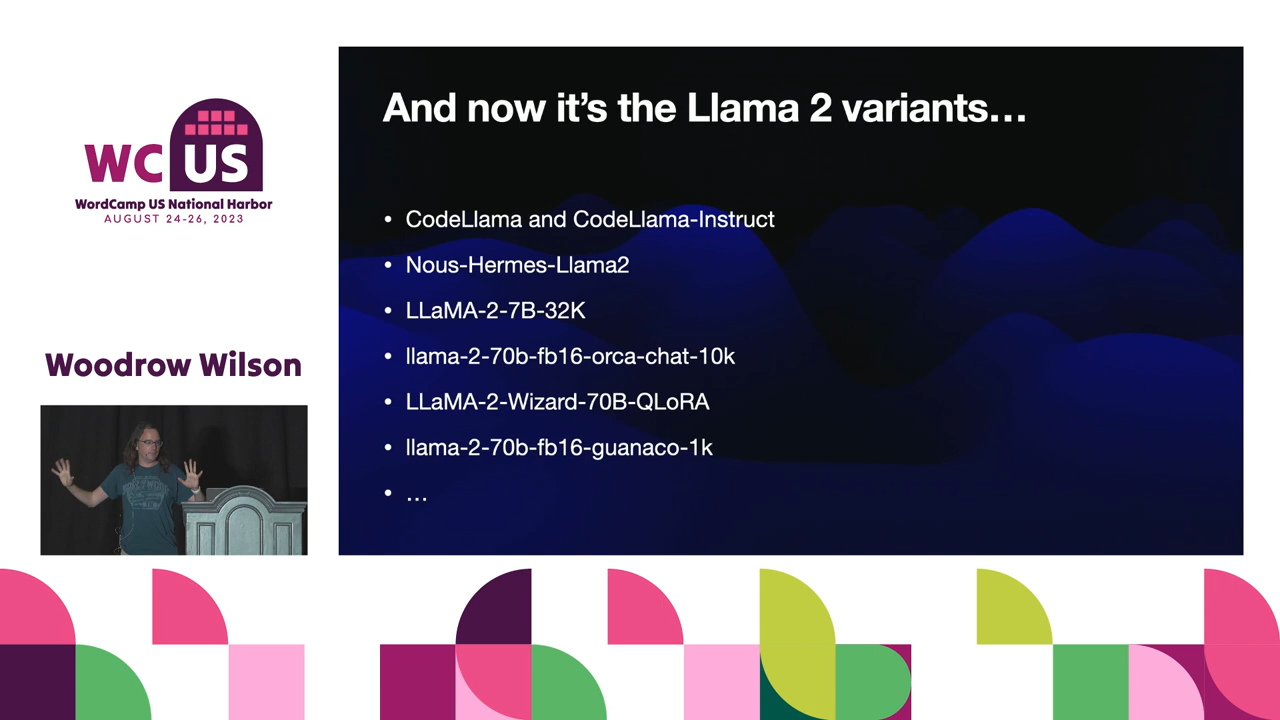 WC US
WordCamp US National Harbor
AUGUST 24-26, 2023
Woodrow Wilson
And now it's the Llama 2 variants…
• CodeLlama and CodeLlama-Instruct
• Nous-Hermes-Llama2
• LLaMA-2-7B-32K
• llama-2-70b-fb16-orca-chat-10k
• LLaMA-2-Wizard-70B-QLoRA
• llama-2-70b-fb16-guanaco-1k
• …